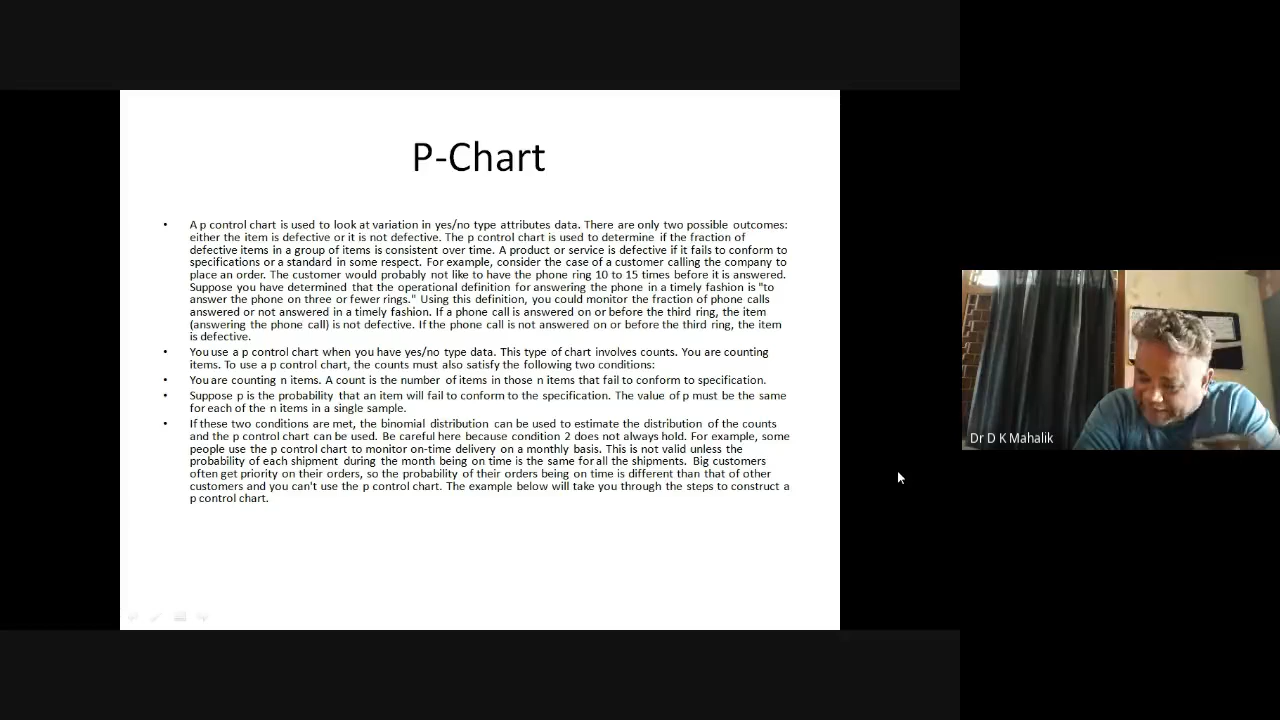 P-Chart
• A p control chart is used to look at variation in yes/no type attributes data. There are only two possible outcomes:
either the item is defective or it is not defective. The p control chart is used to determine if the fraction of
defective items in a group of items is consistent over time. A product or service is defective if it fails to conform to
specifications or a standard in some respect. For example, consider the case of a customer calling the company to
place an order. The customer would probably not like to have the phone ring 10 to 15 times before it is answered.
Suppose you have determined that the operational definition for answering the phone in a timely fashion is "to
answer the phone on three or fewer rings." Using this definition, you could monitor the fraction of phone calls
answered or not answered in a timely fashion. If a phone call is answered on or before the third ring, the item
(answering the phone call) is not defective. If the phone call is not answered on or before the third ring, the item
is defective.
• You use a p control chart when you have yes/no type data. This type of chart involves counts. You are counting
items. To use a p control chart, the counts must also satisfy the following two conditions:
• You are counting n items. A count is the number of items in those n items that fail to conform to specification.
• Suppose p is the probability that an item will fail to conform to the specification. The value of p must be the same
for each of the n items in a single sample.
• If these two conditions are met, the binomial distribution can be used to estimate the distribution of the counts
and the p control chart can be used. Be careful here because condition 2 does not always hold. For example, some
people use the p control chart to monitor on-time delivery on a monthly basis. This is not valid unless the
probability of each shipment during the month being on time is the same for all the shipments. Big customers
often get priority on their orders, so the probability of their orders being on time is different than that of other
customers and you can't use the p control chart. The example below will take you through the steps to construct a
p control chart.
Dr D K Mahalik